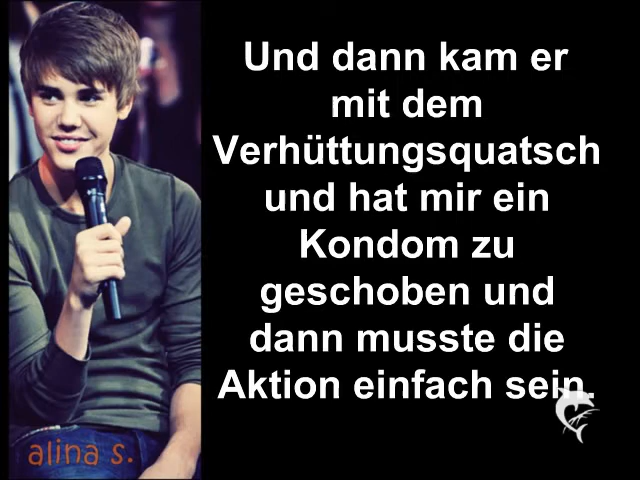 Und dann kam er
mit dem
Verhüttungsquatsch
und hat mir ein
Kondom zu
geschoben und
dann musste die
Aktion einfach sein.
alina s.